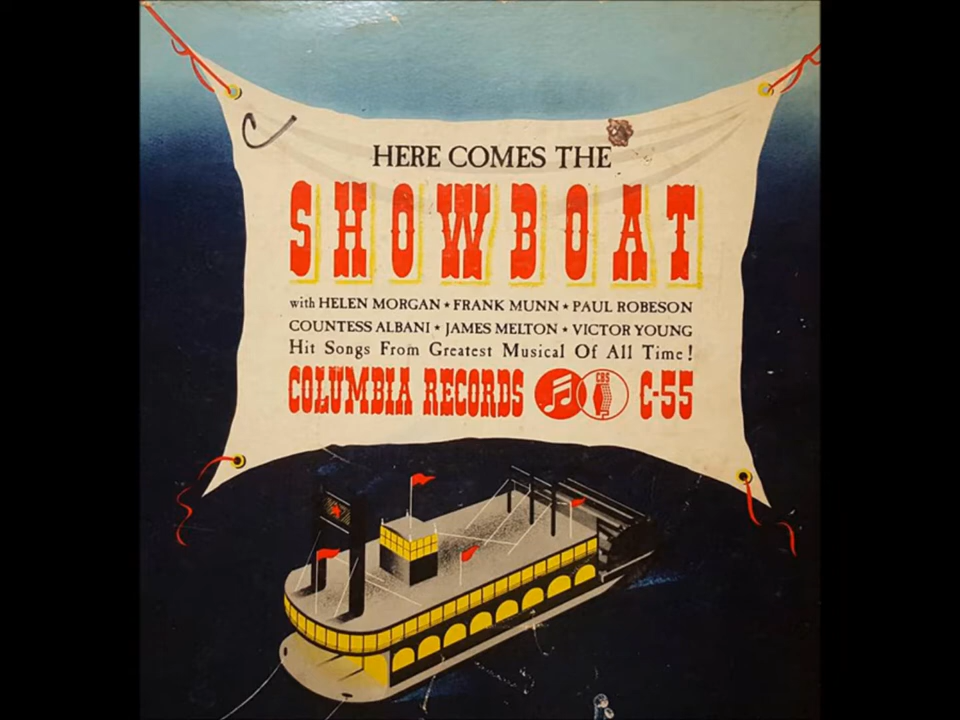 HERE COMES THE
SHOWBOAT
with HELEN MORGAN ★ FRANK MUNN ★ PAUL ROBESON
COUNTESS ALBANI ★ JAMES MELTON ★ VICTOR YOUNG
Hit Songs From Greatest Musical Of All Time!
COLUMBIA RECORDS CBS C-55